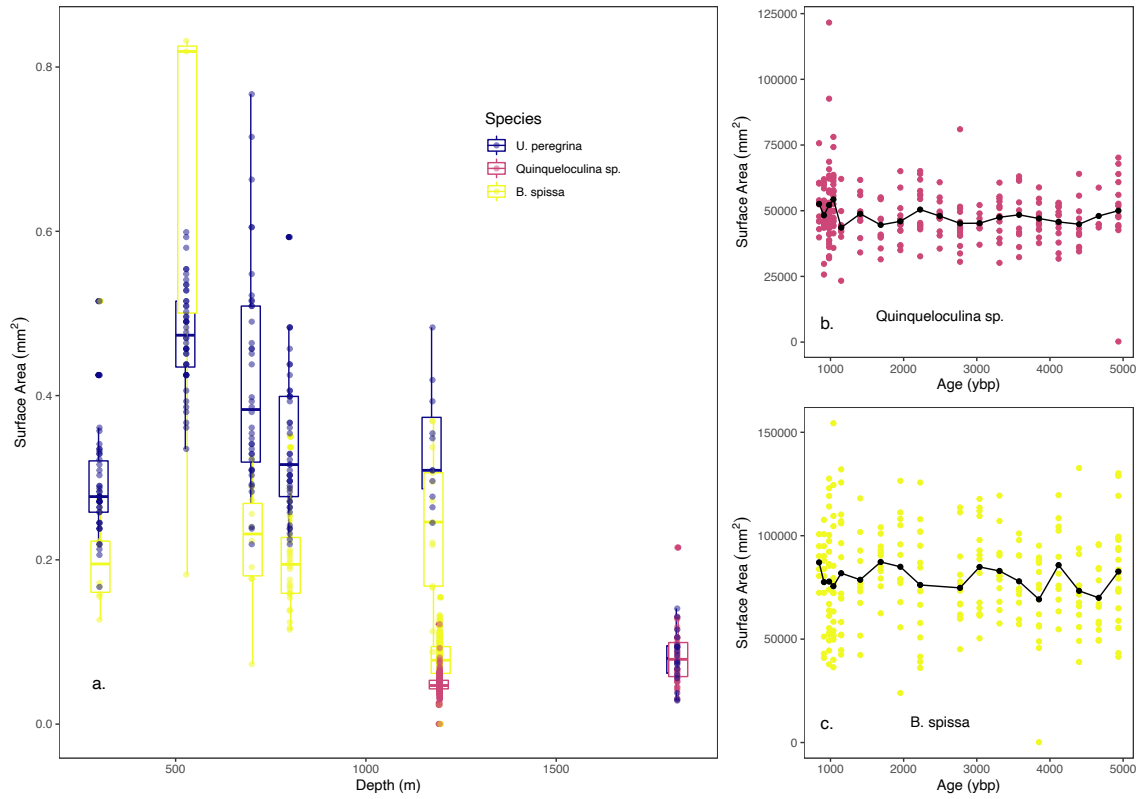 0.8
0.6
0.4
0.2
0.0
Surface Area (mm²)
500
1000
1500
Depth (m)
Species
U. peregrina
Quinqueloculina sp.
B. spissa
a.
125000
100000
75000
50000
25000
0
Surface Area (mm²)
b.
Quinqueloculina sp.
1000 2000 3000 4000 5000
Age (ybp)
150000
100000
50000
0
Surface Area (mm²)
c.
B. spissa
1000 2000 3000 4000 5000
Age (ybp)